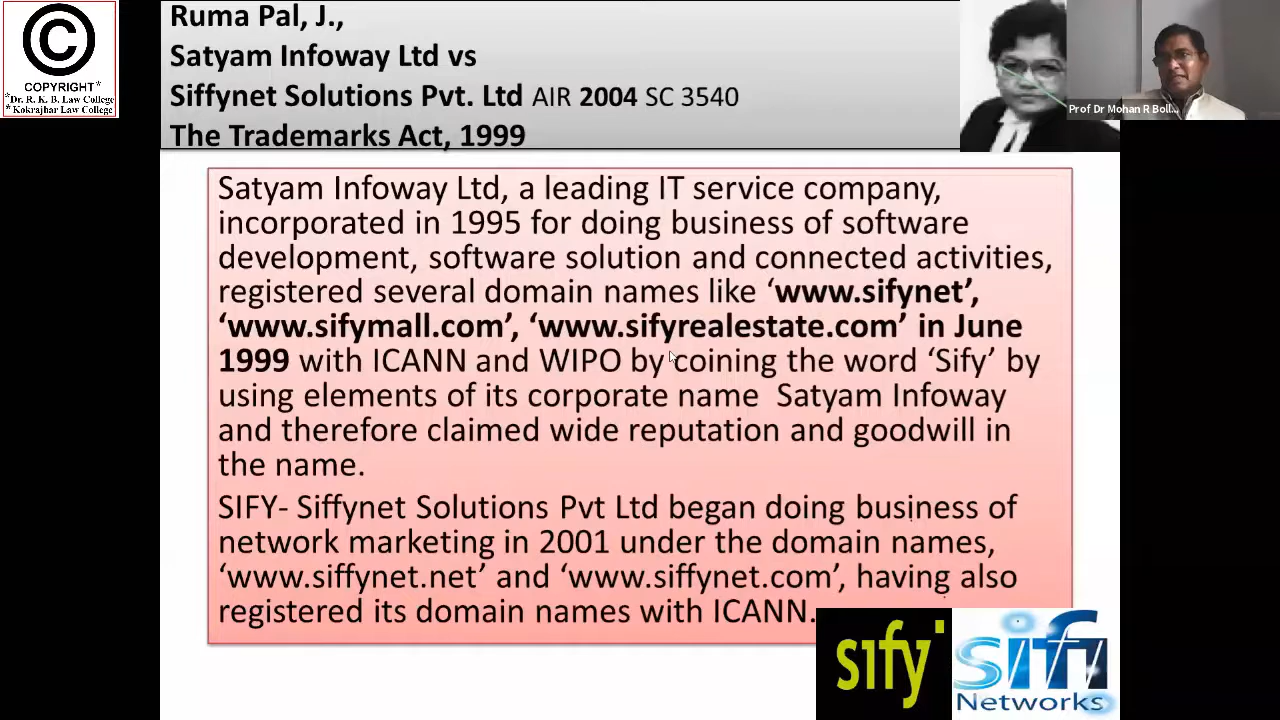 COPYRIGHT*
*Dr. R. K. B. Law College
* Kokrajhar Law College
Ruma Pal, J.,
Satyam Infoway Ltd vs
Siffynet Solutions Pvt. Ltd AIR 2004 SC 3540
The Trademarks Act, 1999
Prof Dr Mohan R Boll...
Satyam Infoway Ltd, a leading IT service company,
incorporated in 1995 for doing business of software
development, software solution and connected activities,
registered several domain names like ‘www.sifynet’,
‘www.sifymall.com’, ‘www.sifyrealestate.com’ in June
1999 with ICANN and WIPO by coining the word ‘Sify’ by
using elements of its corporate name  Satyam Infoway
and therefore claimed wide reputation and goodwill in
the name.
SIFY- Siffynet Solutions Pvt Ltd began doing business of
network marketing in 2001 under the domain names,
‘www.siffynet.net’ and ‘www.siffynet.com’, having also
registered its domain names with ICANN.
sify
sifi
Networks